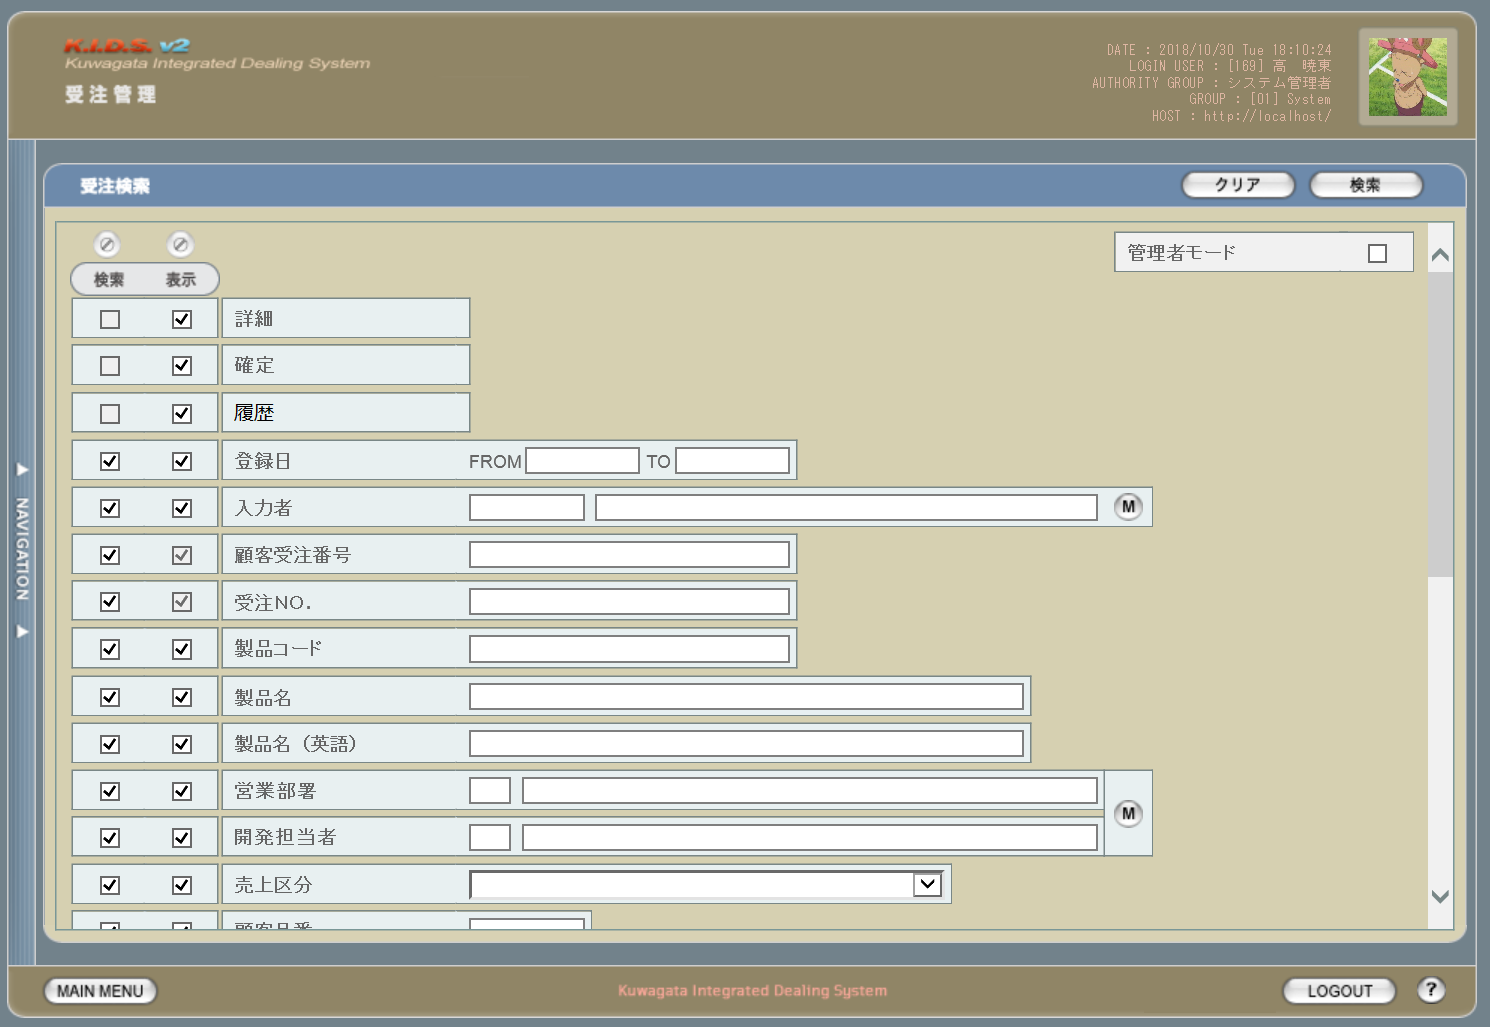 K.I.D.S. v2
Kuwagata Integrated Dealing System
受注管理
DATE : 2018/10/30 Tue 18:10:24
LOGIN USER : [169] 高　暁東
AUTHORITY GROUP : システム管理者
GROUP : [01] System
HOST : http://localhost/
受注検索
クリア
検索
管理者モード
検索 表示
詳細
確定
履歴
登録日 FROM TO
入力者 M
顧客受注番号
受注NO.
製品コード
製品名
製品名（英語）
営業部署
M
開発担当者
売上区分
顧客品番
NAVIGATION
MAIN MENU
Kuwagata Integrated Dealing System
LOGOUT
?